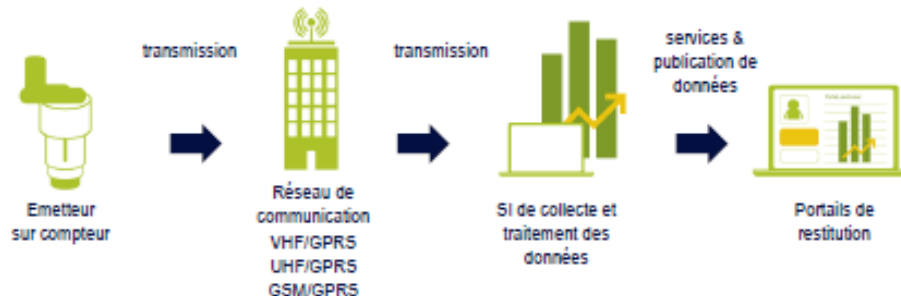 transmission
transmission
services &
publication de
données
Emetteur
sur compteur
Réseau de
communication
VHF/GPRS
UHF/GPRS
GSM/GPRS
SI de collecte et
traitement des
données
Portails de
restitution